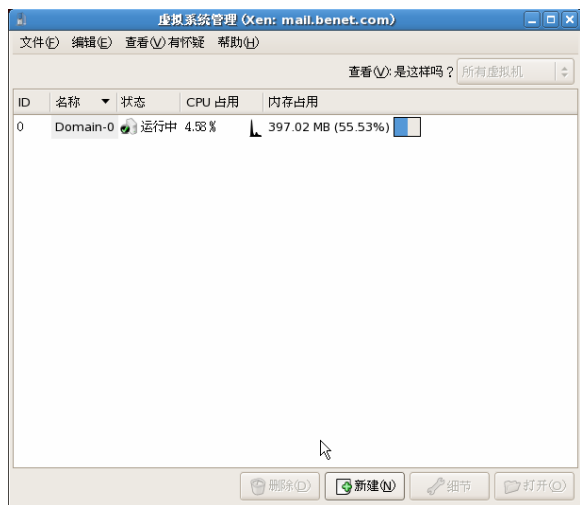 虚拟系统管理 (Xen: mail.benet.com)
文件(F) 编辑(E) 查看(V)有怀疑 帮助(H)
查看(V): 是这样吗？ 所有虚拟机
ID 名称 状态 CPU 占用 内存占用
0 Domain-0 运行中 4.58 % 397.02 MB (55.53%)
删除(D) 新建(N) 细节 打开(O)